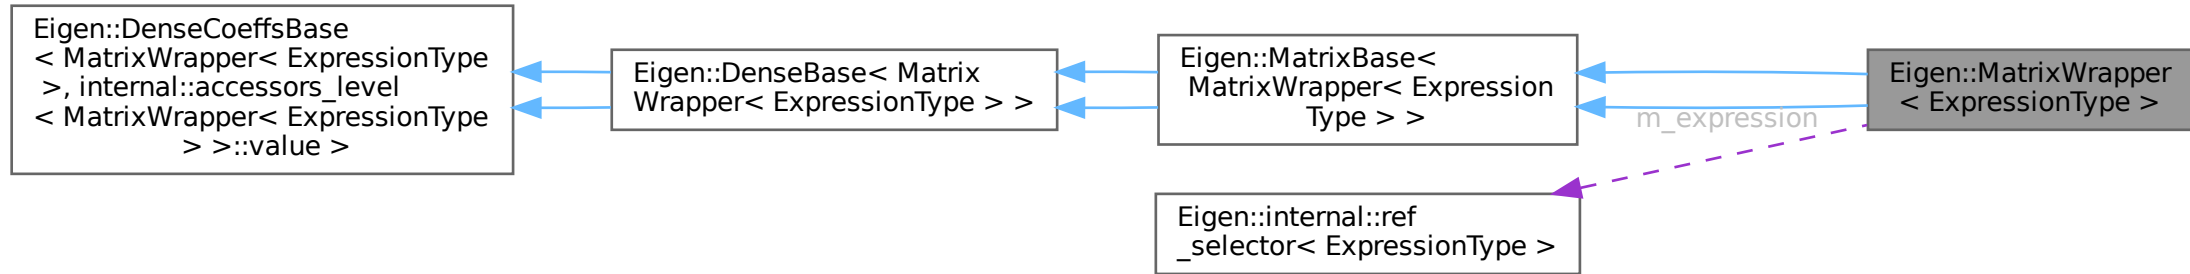 Eigen::DenseCoeffsBase
< MatrixWrapper< ExpressionType
>, internal::accessors_level
< MatrixWrapper< ExpressionType
> >::value >
Eigen::DenseBase< Matrix
Wrapper< ExpressionType > >
Eigen::MatrixBase<
MatrixWrapper< Expression
Type > >
m_expression
Eigen::MatrixWrapper
< ExpressionType >
Eigen::internal::ref
_selector< ExpressionType >